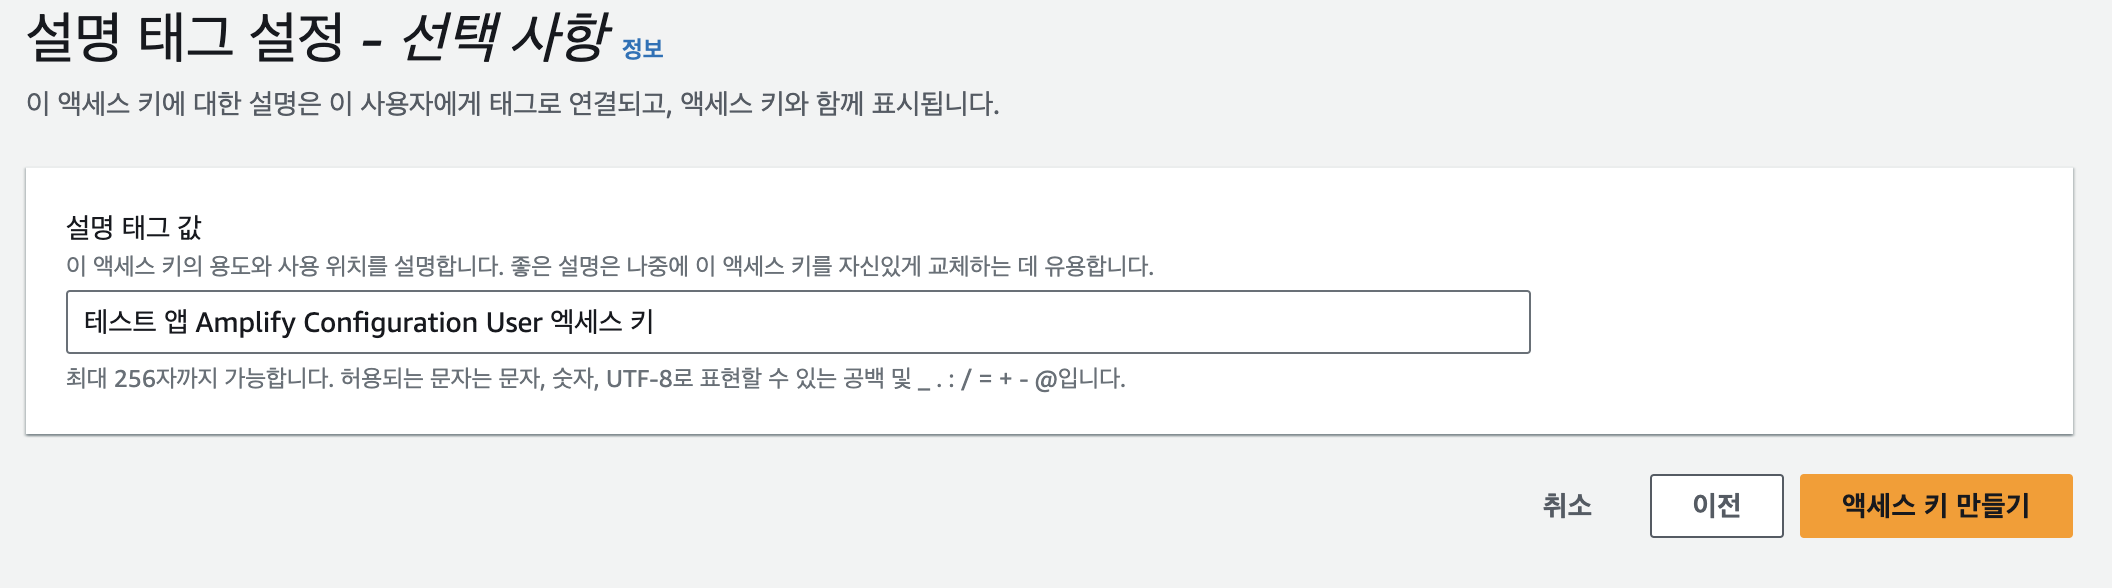 설명 태그 설정 - 선택 사항 정보
이 액세스 키에 대한 설명은 이 사용자에게 태그로 연결되고, 액세스 키와 함께 표시됩니다.
설명 태그 값
이 액세스 키의 용도와 사용 위치를 설명합니다. 좋은 설명은 나중에 이 액세스 키를 자신있게 교체하는 데 유용합니다.
테스트 앱 Amplify Configuration User 엑세스 키
최대 256자까지 가능합니다. 허용되는 문자는 문자, 숫자, UTF-8로 표현할 수 있는 공백 및 _ . : / = + - @입니다.
취소 이전 액세스 키 만들기